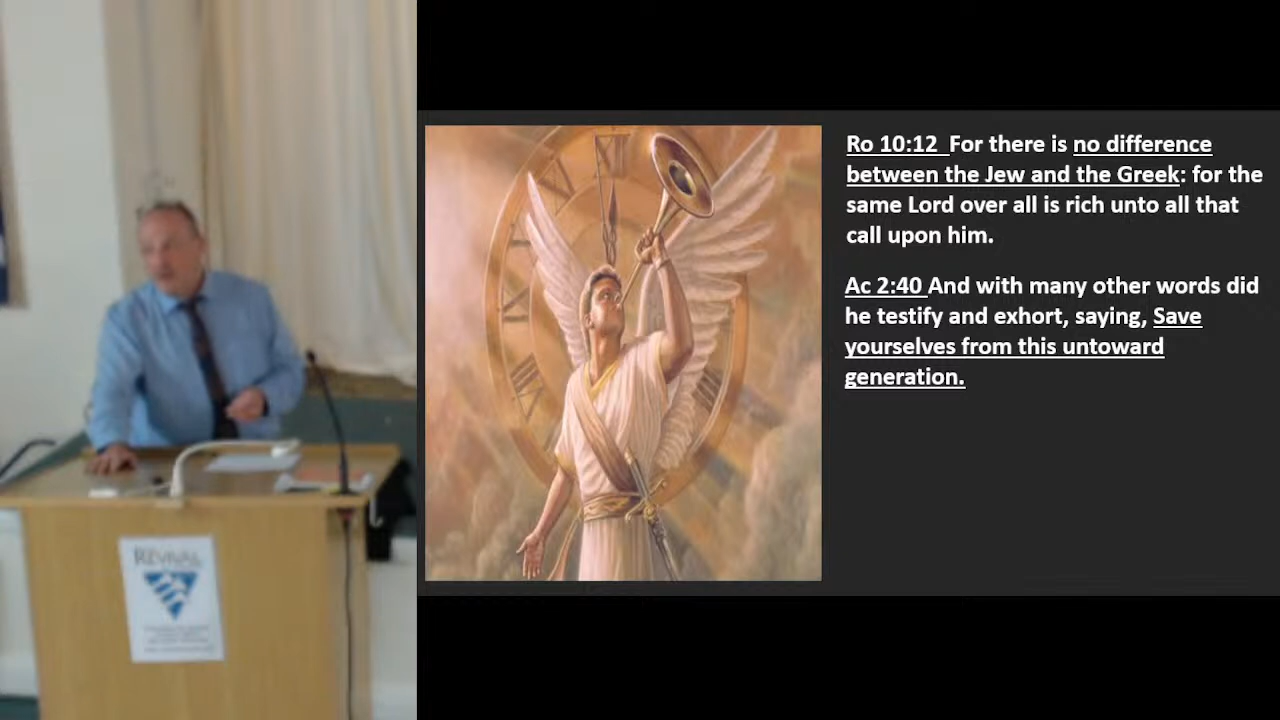 REVIVAL
Ro 10:12 For there is no difference
between the Jew and the Greek: for the
same Lord over all is rich unto all that
call upon him.
Ac 2:40 And with many other words did
he testify and exhort, saying, Save
yourselves from this untoward
generation.